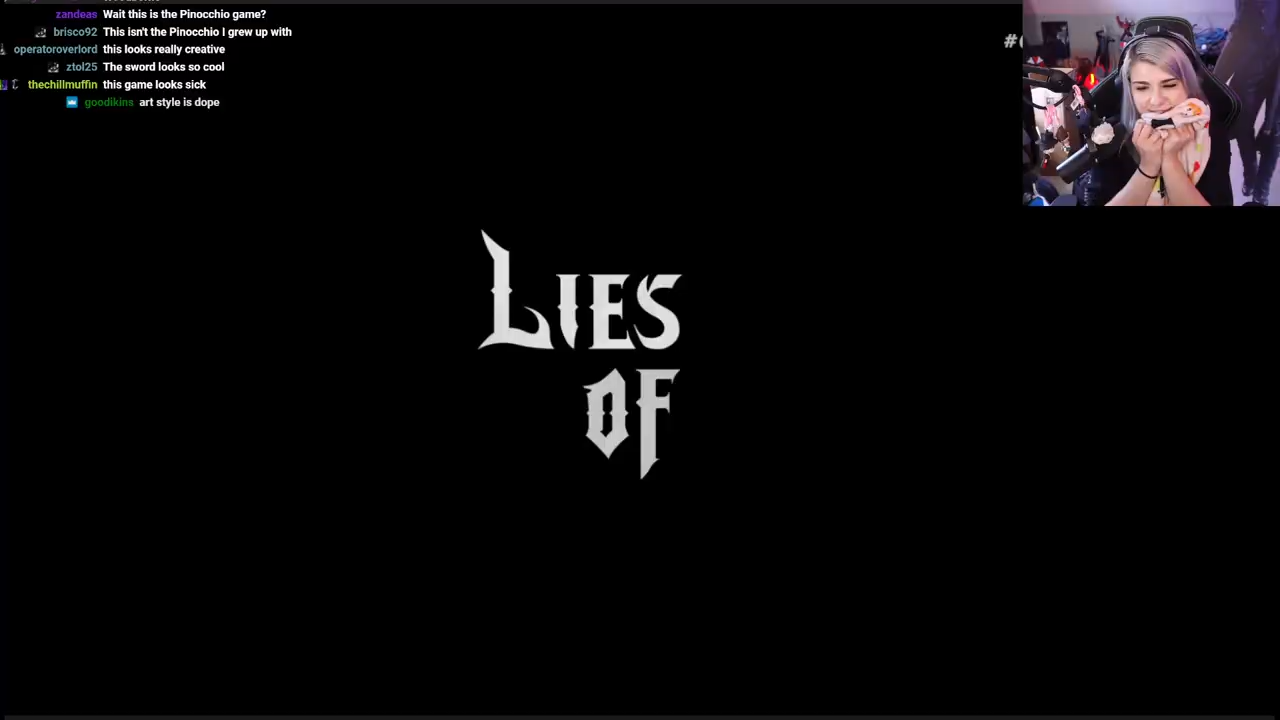 zandeas Wait this is the Pinocchio game?
brisco92 This isn't the Pinocchio I grew up with
operatoroverlord this looks really creative
ztol25 The sword looks so cool
thechillmuffin this game looks sick
goodikins art style is dope
#
LIES
OF